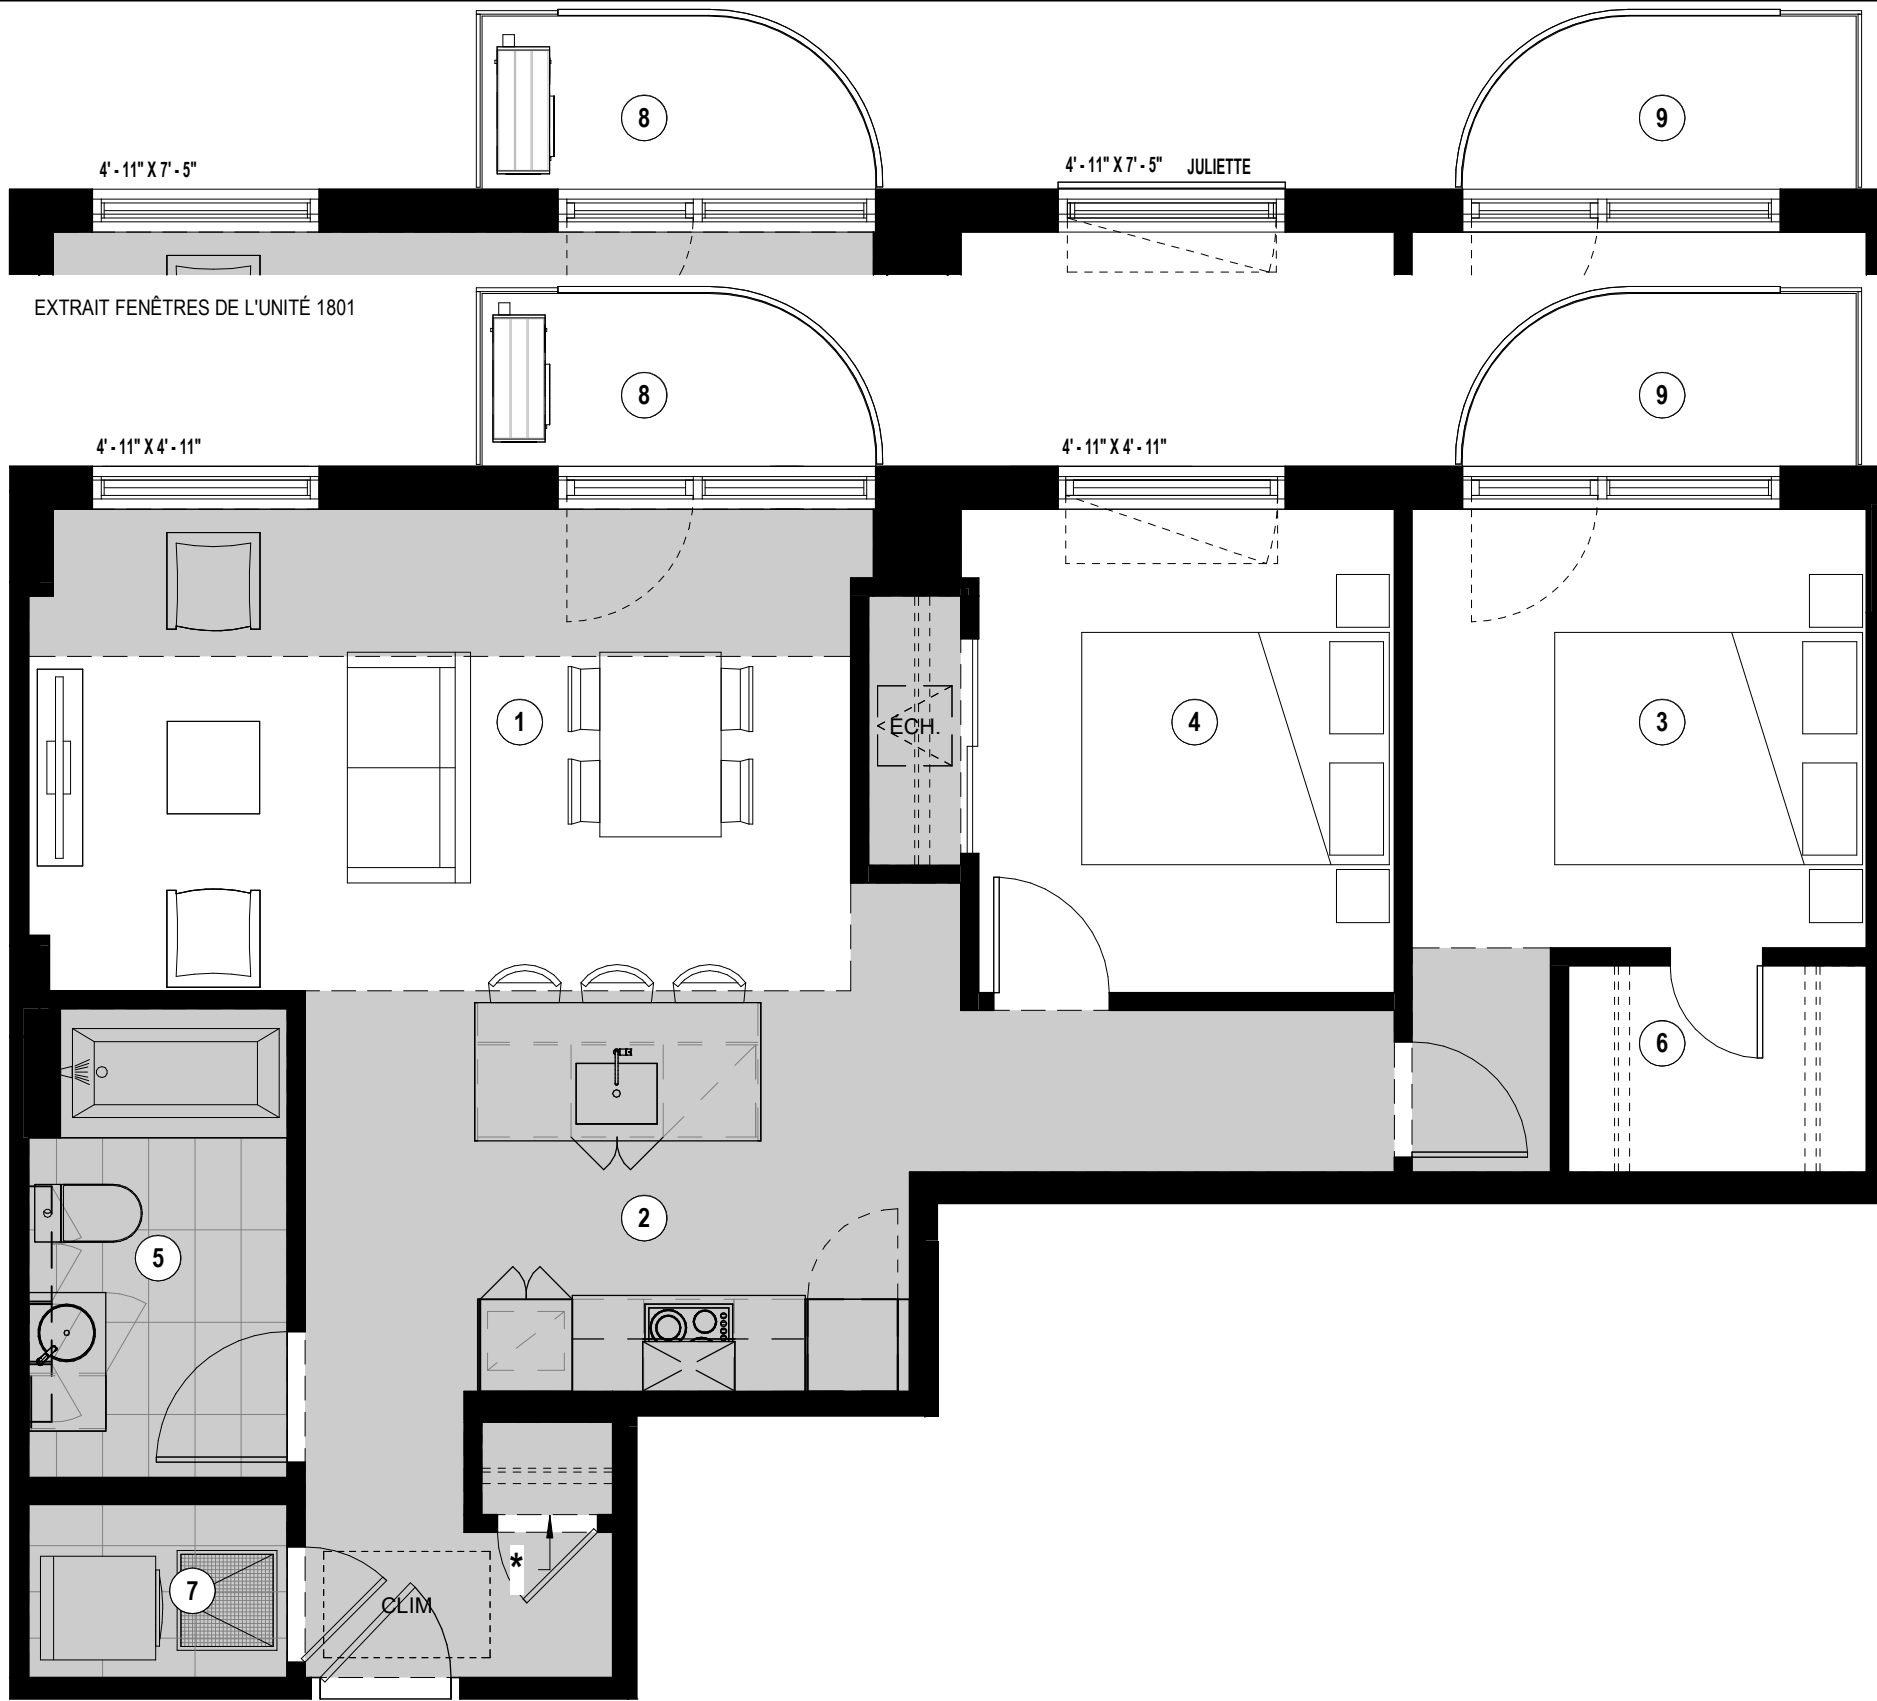 8
9
4' - 11" X 7' - 5"
4' - 11" X 7' - 5" JULIETTE
EXTRAIT FENÊTRES DE L'UNITÉ 1801
8
9
4' - 11" X 4' - 11"
4' - 11" X 4' - 11"
1
ÉCH.
4
3
6
2
5
*
7
CLIM